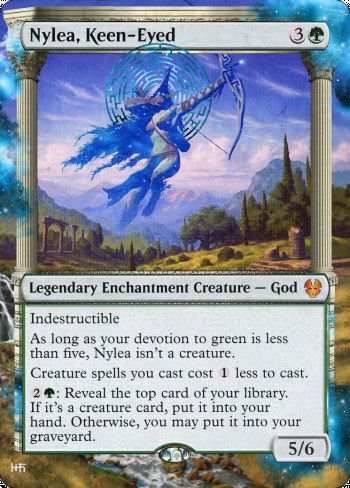 Nylea, Keen-Eyed 3
Legendary Enchantment Creature — God
Indestructible
As long as your devotion to green is less
than five, Nylea isn't a creature.
Creature spells you cast cost 1 less to cast.
2 : Reveal the top card of your library.
If it's a creature card, put it into your
hand. Otherwise, you may put it into your
graveyard.
5/6